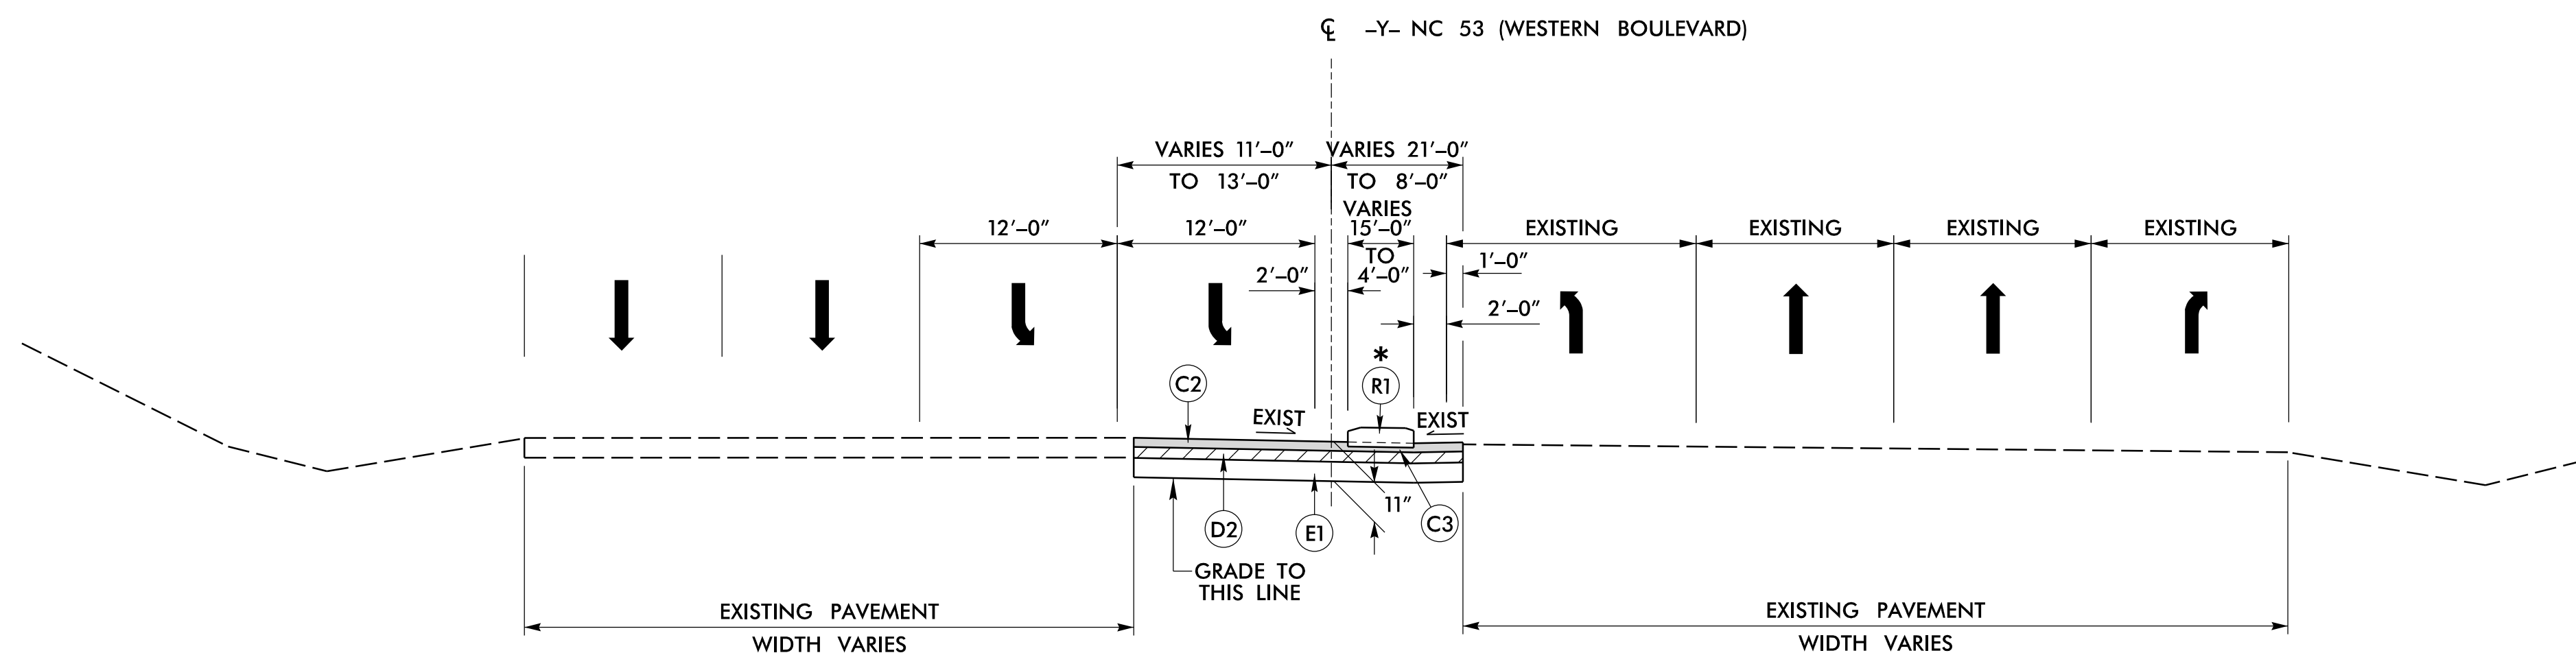 ℄ -Y- NC 53 (WESTERN BOULEVARD)
VARIES 11'-0"
TO 13'-0"
VARIES 21'-0"
TO 8'-0"
VARIES
15'-0"
TO
4'-0"
12'-0"
12'-0"
EXISTING
EXISTING
EXISTING
EXISTING
2'-0"
1'-0"
2'-0"
*
C2
R1
EXIST
EXIST
11"
D2
E1
C3
GRADE TO
THIS LINE
EXISTING PAVEMENT
WIDTH VARIES
EXISTING PAVEMENT
WIDTH VARIES